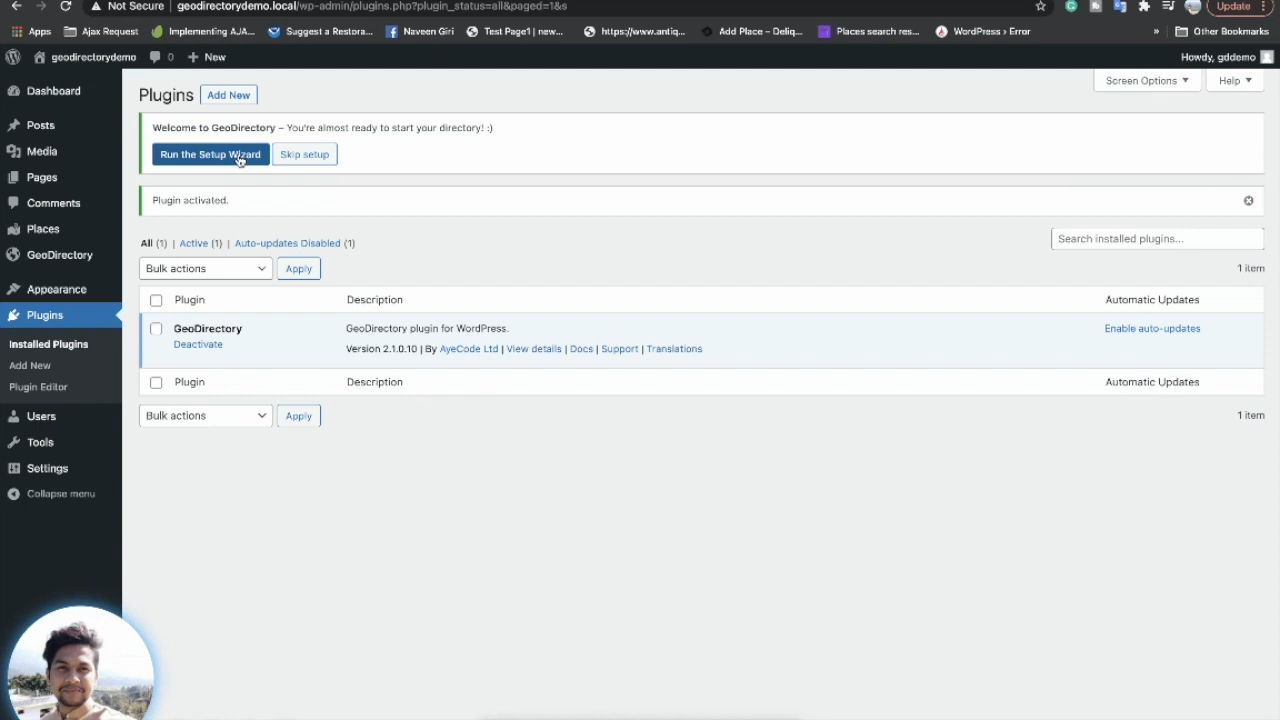 Not Secure | geodirectorydemo.local/wp-admin/plugins.php?plugin_status=all&paged=1&s
Update
Apps
Ajax Request
Implementing AJA...
Suggest a Restora...
Naveen Giri
Test Page1 | new...
https://www.antiq...
Add Place – Deliq...
Places search res...
WordPress › Error
»
Other Bookmarks
geodirectorydemo
0
New
Howdy, gddemo
Dashboard
Posts
Media
Pages
Comments
Places
GeoDirectory
Appearance
Plugins
Installed Plugins
Add New
Plugin Editor
Users
Tools
Settings
Collapse menu
Screen Options
Help
Plugins
Add New
Welcome to GeoDirectory – You're almost ready to start your directory! :)
Run the Setup Wizard
Skip setup
Plugin activated.
All (1) | Active (1) | Auto-updates Disabled (1)
Search installed plugins...
Bulk actions
Apply
1 item
Plugin
Description
Automatic Updates
GeoDirectory
GeoDirectory plugin for WordPress.
Enable auto-updates
Deactivate
Version 2.1.0.10 | By AyeCode Ltd | View details | Docs | Support | Translations
Plugin
Description
Automatic Updates
Bulk actions
Apply
1 item